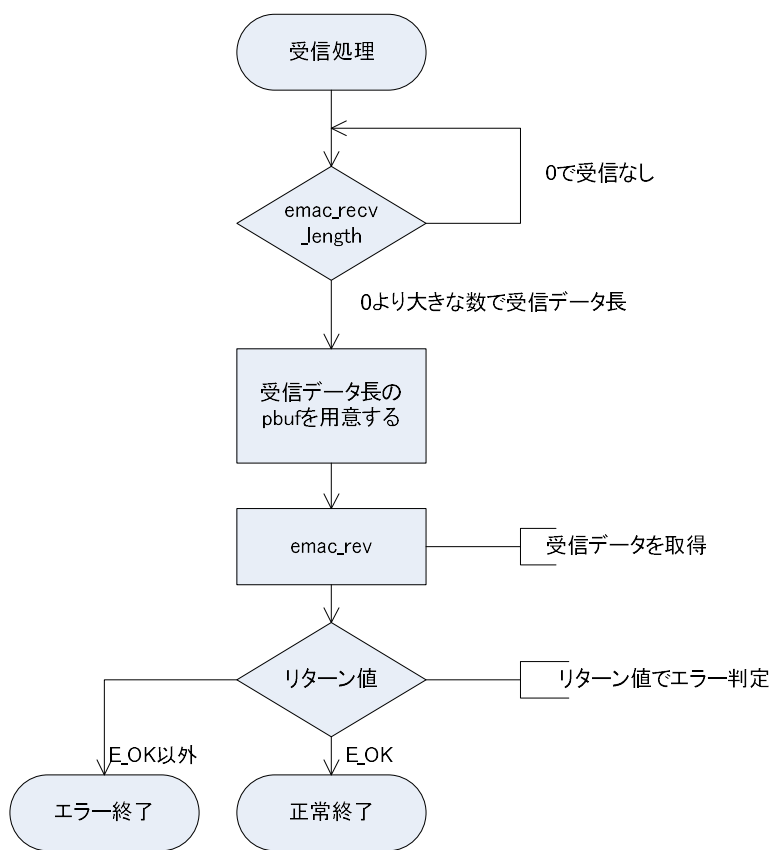 受信処理
0で受信なし
emac_recv
_length
0より大きな数で受信データ長
受信データ長の
pbufを用意する
emac_rev
受信データを取得
リターン値
リターン値でエラー判定
E_OK以外
E_OK
エラー終了
正常終了